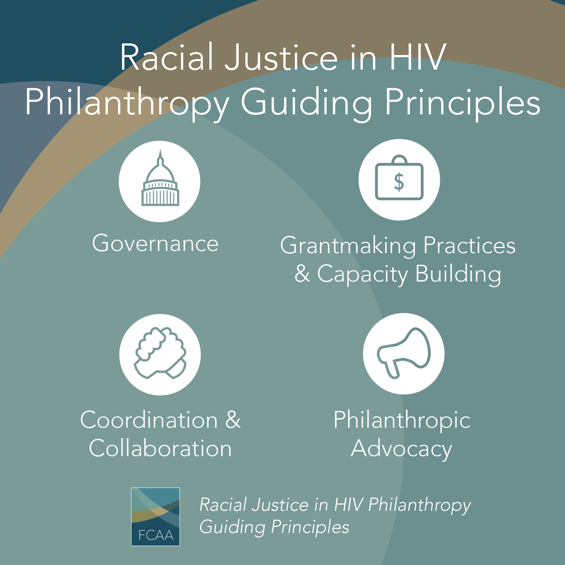 Racial Justice in HIV
Philanthropy Guiding Principles
$
Governance
Grantmaking Practices
& Capacity Building
Coordination &
Collaboration
Philanthropic
Advocacy
FCAA
Racial Justice in HIV Philanthropy
Guiding Principles